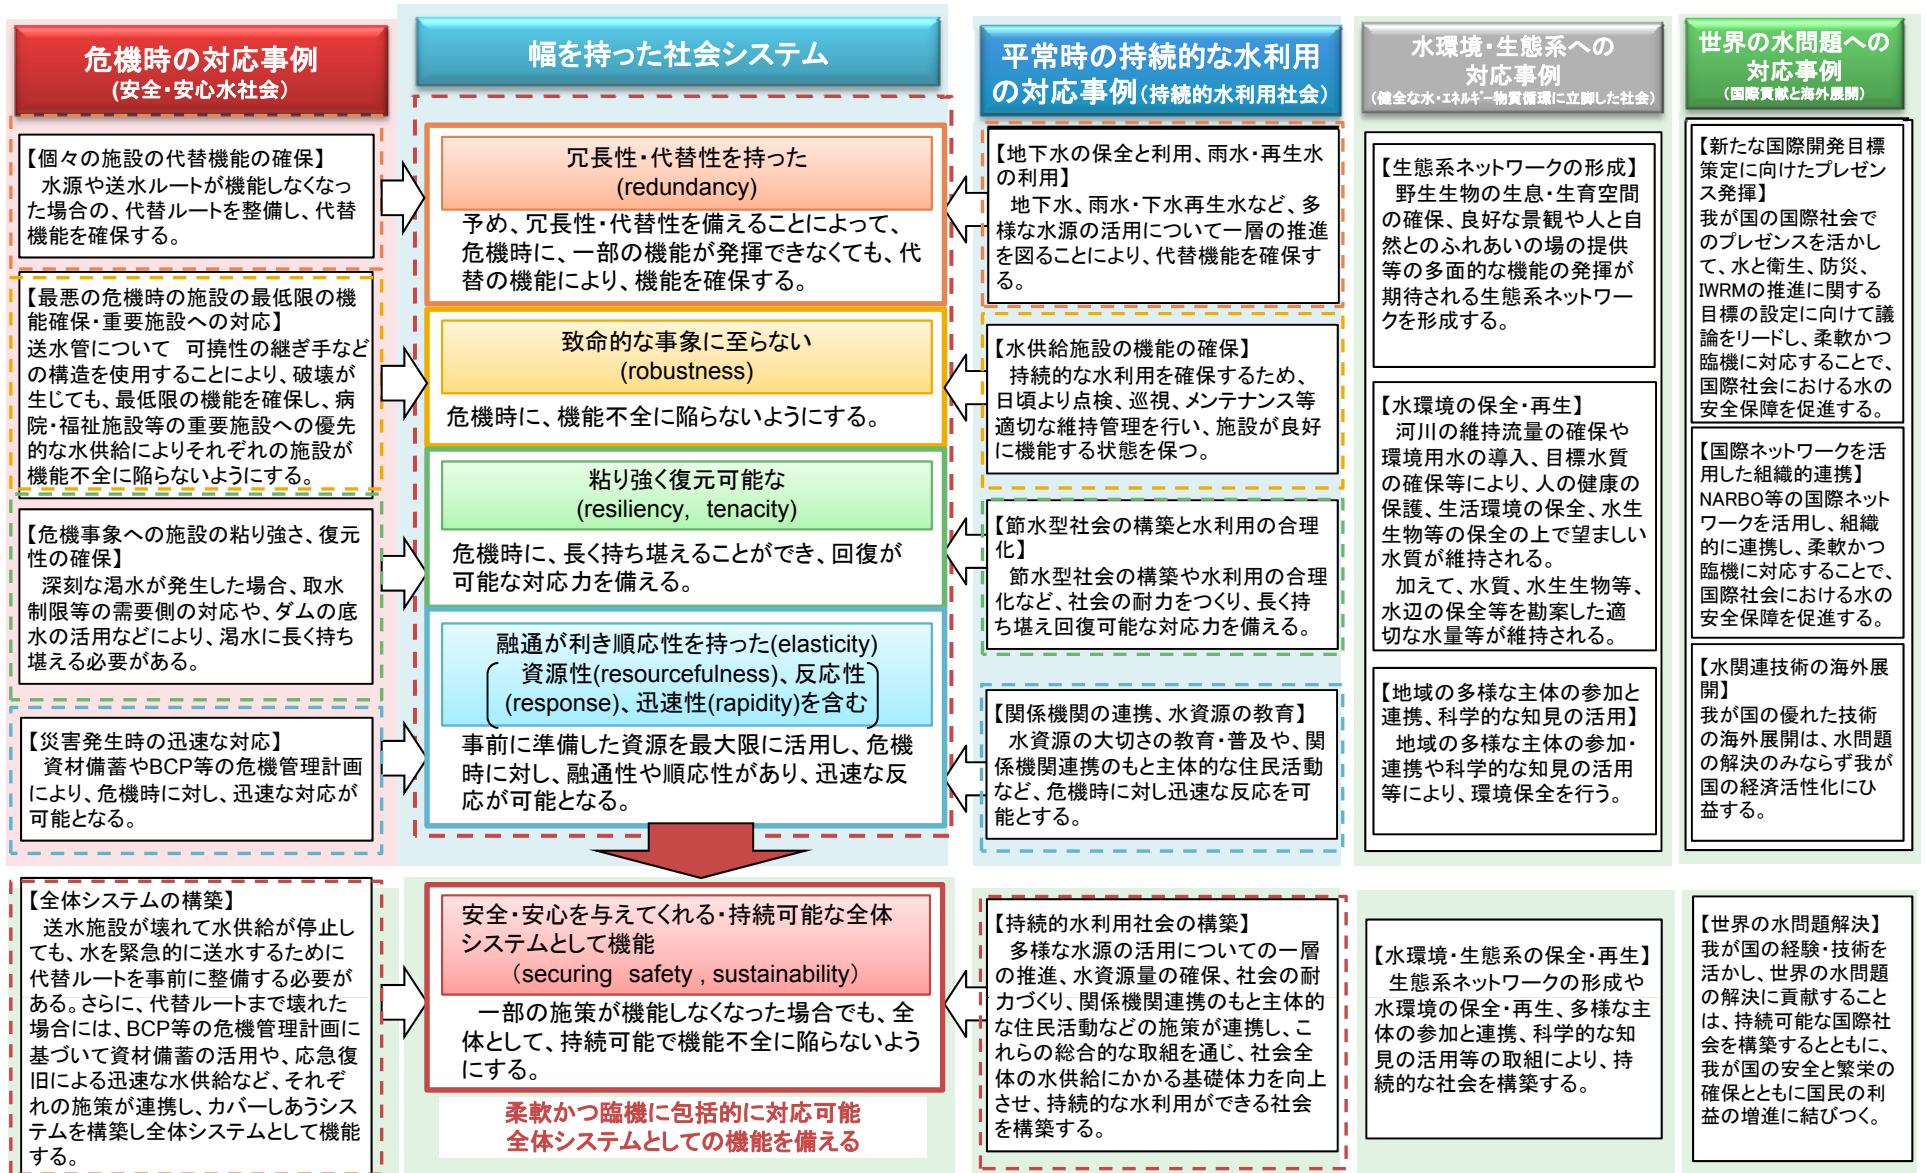 危機時の対応事例
(安全・安心水社会)
【個々の施設の代替機能の確保】
水源や送水ルートが機能しなくなっ
た場合の、代替ルートを整備し、代替
機能を確保する。
【最悪の危機時の施設の最低限の機
能確保・重要施設への対応】
送水管について 可撓性の継ぎ手など
の構造を使用することにより、破壊が
生じても、最低限の機能を確保し、病
院・福祉施設等の重要施設への優先
的な水供給によりそれぞれの施設が
機能不全に陥らないようにする。
【危機事象への施設の粘り強さ、復元
性の確保】
深刻な渇水が発生した場合、取水
制限等の需要側の対応や、ダムの底
水の活用などにより、渇水に長く持ち
堪える必要がある。
【災害発生時の迅速な対応】
資材備蓄やBCP等の危機管理計画
により、危機時に対し、迅速な対応が
可能となる。
【全体システムの構築】
送水施設が壊れて水供給が停止し
ても、水を緊急的に送水するために
代替ルートを事前に整備する必要が
ある。さらに、代替ルートまで壊れた
場合には、BCP等の危機管理計画に
基づいて資材備蓄の活用や、応急復
旧による迅速な水供給など、それぞ
れの施策が連携し、カバーしあうシス
テムを構築し全体システムとして機能
する。
幅を持った社会システム
冗長性・代替性を持った
(redundancy)
予め、冗長性・代替性を備えることによって、
危機時に、一部の機能が発揮できなくても、代
替の機能により、機能を確保する。
致命的な事象に至らない
(robustness)
危機時に、機能不全に陥らないようにする。
粘り強く復元可能な
(resiliency, tenacity)
危機時に、長く持ち堪えることができ、回復が
可能な対応力を備える。
融通が利き順応性を持った(elasticity)
資源性(resourcefulness)、反応性
(response)、迅速性(rapidity)を含む
事前に準備した資源を最大限に活用し、危機
時に対し、融通性や順応性があり、迅速な反
応が可能となる。
安全・安心を与えてくれる・持続可能な全体
システムとして機能
(securing safety , sustainability)
一部の施策が機能しなくなった場合でも、全
体として、持続可能で機能不全に陥らないよう
にする。
柔軟かつ臨機に包括的に対応可能
全体システムとしての機能を備える
平常時の持続的な水利用
の対応事例(持続的水利用社会)
【地下水の保全と利用、雨水・再生水
の利用】
地下水、雨水・下水再生水など、多
様な水源の活用について一層の推進
を図ることにより、代替機能を確保す
る。
【水供給施設の機能の確保】
持続的な水利用を確保するため、
日頃より点検、巡視、メンテナンス等
適切な維持管理を行い、施設が良好
に機能する状態を保つ。
【節水型社会の構築と水利用の合理
化】
節水型社会の構築や水利用の合理
化など、社会の耐力をつくり、長く持
ち堪え回復可能な対応力を備える。
【関係機関の連携、水資源の教育】
水資源の大切さの教育・普及や、関
係機関連携のもと主体的な住民活動
など、危機時に対し迅速な反応を可
能とする。
【持続的水利用社会の構築】
多様な水源の活用についての一層
の推進、水資源量の確保、社会の耐
力づくり、関係機関連携のもと主体的
な住民活動などの施策が連携し、こ
れらの総合的な取組を通じ、社会全
体の水供給にかかる基礎体力を向上
させ、持続的な水利用ができる社会
を構築する。
水環境・生態系への
対応事例
(健全な水・エネルギー物質循環に立脚した社会)
【生態系ネットワークの形成】
野生生物の生息・生育空間
の確保、良好な景観や人と自
然とのふれあいの場の提供
等の多面的な機能の発揮が
期待される生態系ネットワー
クを形成する。
【水環境の保全・再生】
河川の維持流量の確保や
環境用水の導入、目標水質
の確保等により、人の健康の
保護、生活環境の保全、水生
生物等の保全の上で望ましい
水質が維持される。
加えて、水質、水生生物等、
水辺の保全等を勘案した適
切な水量等が維持される。
【地域の多様な主体の参加と
連携、科学的な知見の活用】
地域の多様な主体の参加・
連携や科学的な知見の活用
等により、環境保全を行う。
【水環境・生態系の保全・再生】
生態系ネットワークの形成や
水環境の保全・再生、多様な主
体の参加と連携、科学的な知
見の活用等の取組により、持
続的な社会を構築する。
世界の水問題への
対応事例
(国際貢献と海外展開)
【新たな国際開発目標
策定に向けたプレゼン
ス発揮】
我が国の国際社会で
のプレゼンスを活かし
て、水と衛生、防災、
IWRMの推進に関する
目標の設定に向けて議
論をリードし、柔軟かつ
臨機に対応することで、
国際社会における水の
安全保障を促進する。
【国際ネットワークを活
用した組織的連携】
NARBO等の国際ネット
ワークを活用し、組織
的に連携し、柔軟かつ
臨機に対応することで、
国際社会における水の
安全保障を促進する。
【水関連技術の海外展
開】
我が国の優れた技術
の海外展開は、水問題
の解決のみならず我が
国の経済活性化にひ
益する。
【世界の水問題解決】
我が国の経験・技術を
活かし、世界の水問題
の解決に貢献すること
は、持続可能な国際社
会を構築するとともに、
我が国の安全と繁栄の
確保とともに国民の利
益の増進に結びつく。